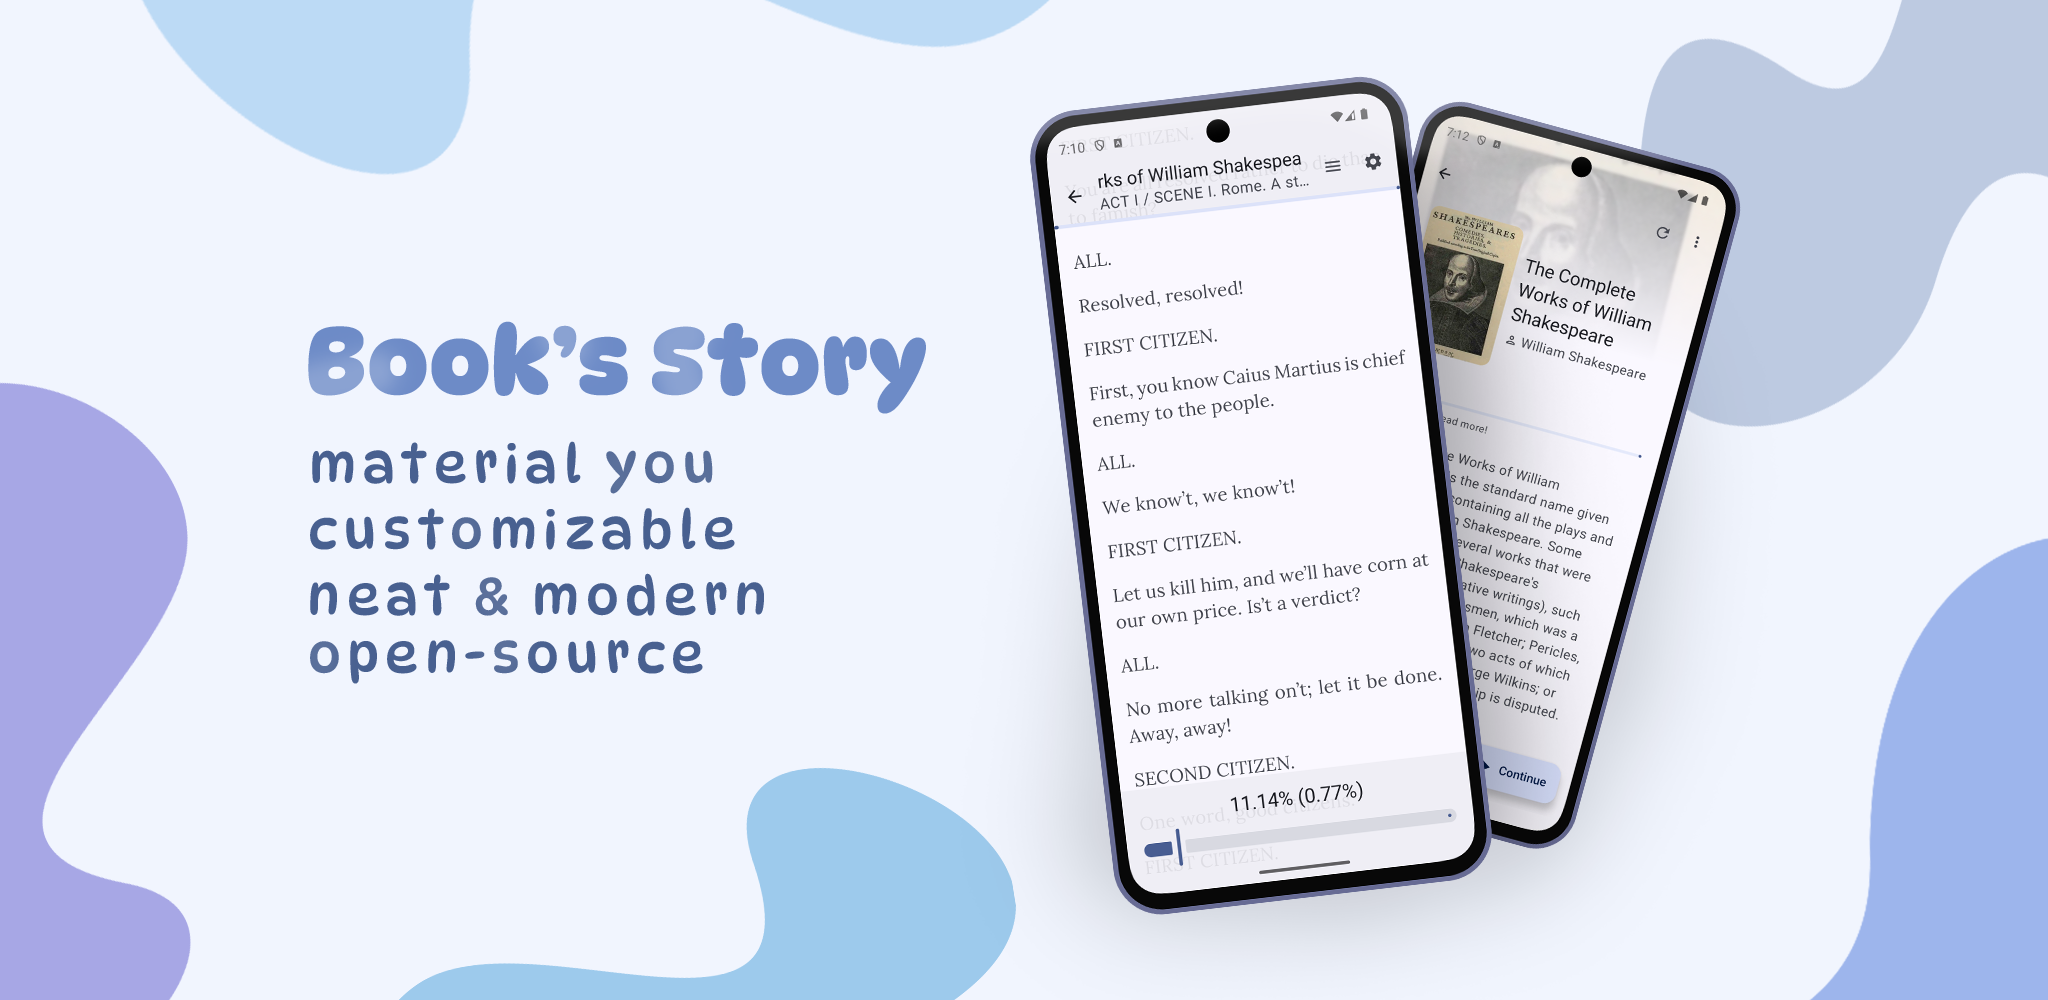 Book's Story
material you
customizable
neat & modern
open-source
7:10
rks of William Shakespea
ACT I / SCENE I. Rome. A st...
ALL.
Resolved, resolved!
FIRST CITIZEN.
First, you know Caius Martius is chief
enemy to the people.
ALL.
We know’t, we know’t!
FIRST CITIZEN.
Let us kill him, and we’ll have corn at
our own price. Is’t a verdict?
ALL.
No more talking on’t; let it be done.
Away, away!
SECOND CITIZEN.
11.14% (0.77%)
One word, good citizens.
FIRST CITIZEN.
7:12
SHAKESPEARES
COMEDIES,
HISTORIES, &
TRAGEDIES.
The Complete
Works of William
Shakespeare
William Shakespeare
ead more!
e Works of William
s the standard name given
containing all the plays and
n Shakespeare. Some
everal works that were
hakespeare's
ative writings), such
smen, which was a
Fletcher; Pericles,
wo acts of which
rge Wilkins; or
ip is disputed.
Continue